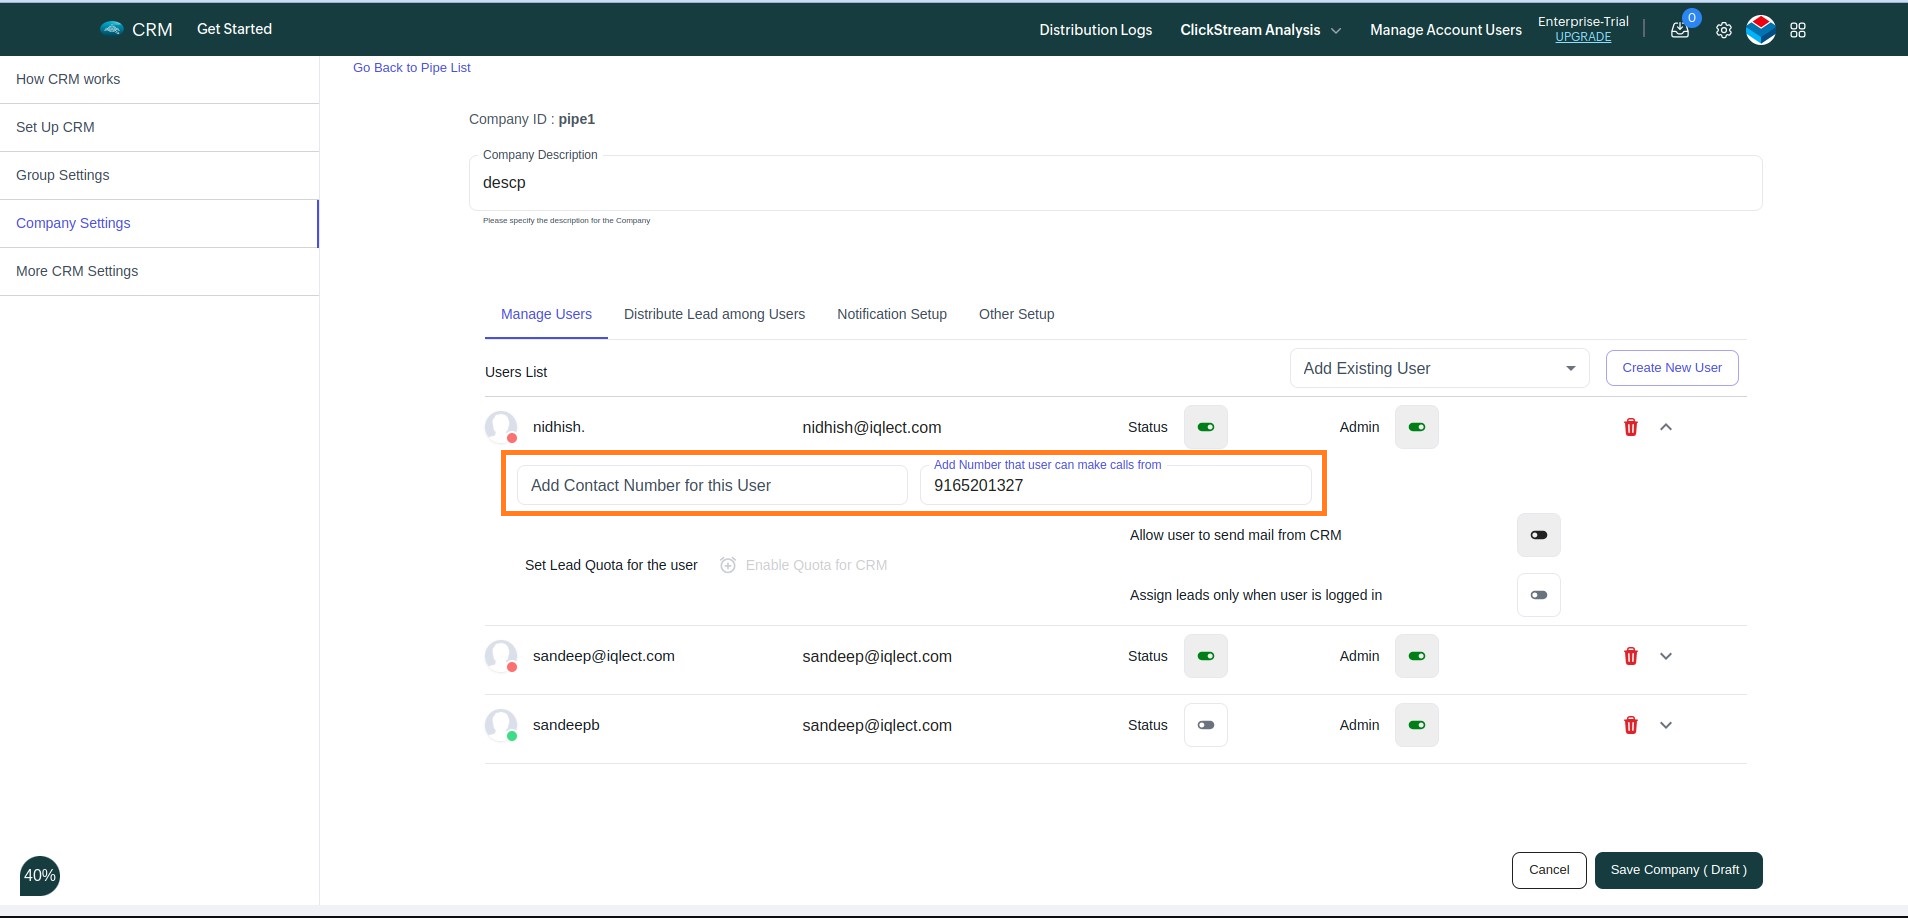 CRM Get Started Distribution Logs ClickStream Analysis Manage Account Users Enterprise-Trial 0
UPGRADE
How CRM works
Set Up CRM
Group Settings
Company Settings
More CRM Settings
Go Back to Pipe List
Company ID : pipe1
Company Description
descp
Please specify the description for the Company
Manage Users Distribute Lead among Users Notification Setup Other Setup
Users List Add Existing User Create New User
nidhish. nidhish@iqlect.com Status Admin
Add Number that user can make calls from
Add Contact Number for this User 9165201327
Allow user to send mail from CRM
Set Lead Quota for the user Enable Quota for CRM
Assign leads only when user is logged in
sandeep@iqlect.com sandeep@iqlect.com Status Admin
sandeepb sandeep@iqlect.com Status Admin
40%
Cancel Save Company ( Draft )